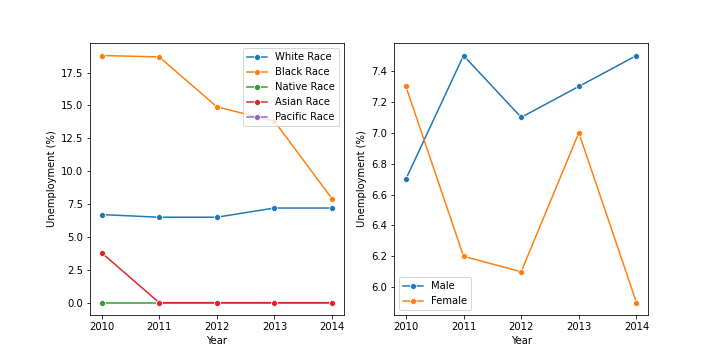 White Race
Black Race
Native Race
Asian Race
Pacific Race
17.5
15.0
12.5
10.0
7.5
5.0
2.5
0.0
Unemployment (%)
2010 2011 2012 2013 2014
Year
7.4
7.2
7.0
6.8
6.6
6.4
6.2
6.0
Unemployment (%)
Male
Female
2010 2011 2012 2013 2014
Year